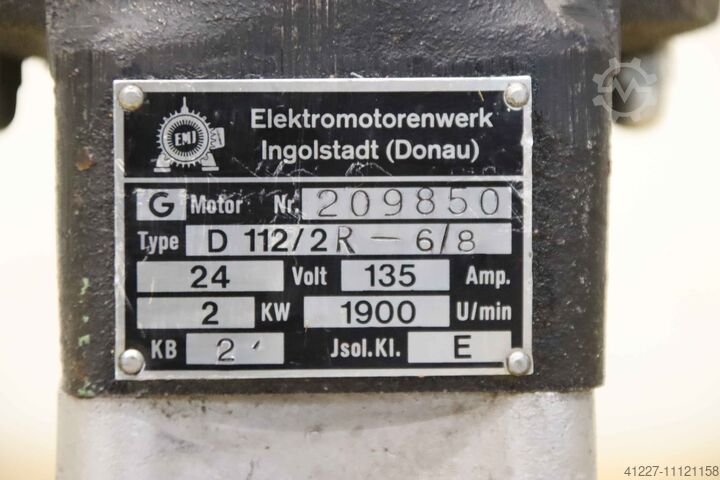 EMI
Elektromotorenwerk
Ingolstadt (Donau)
G Motor Nr. 209850
Type D 112/2R - 6/8
24 Volt 135 Amp.
2 KW 1900 U/min
KB 2' Jsol.Kl. E
41227-11121158